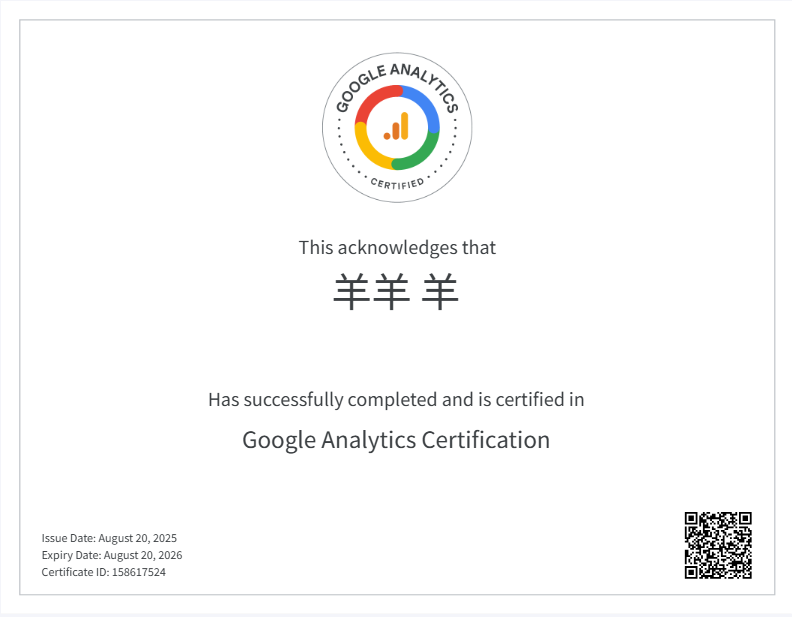 GOOGLE ANALYTICS
CERTIFIED
This acknowledges that
羊羊 羊
Has successfully completed and is certified in
Google Analytics Certification
Issue Date: August 20, 2025
Expiry Date: August 20, 2026
Certificate ID: 158617524